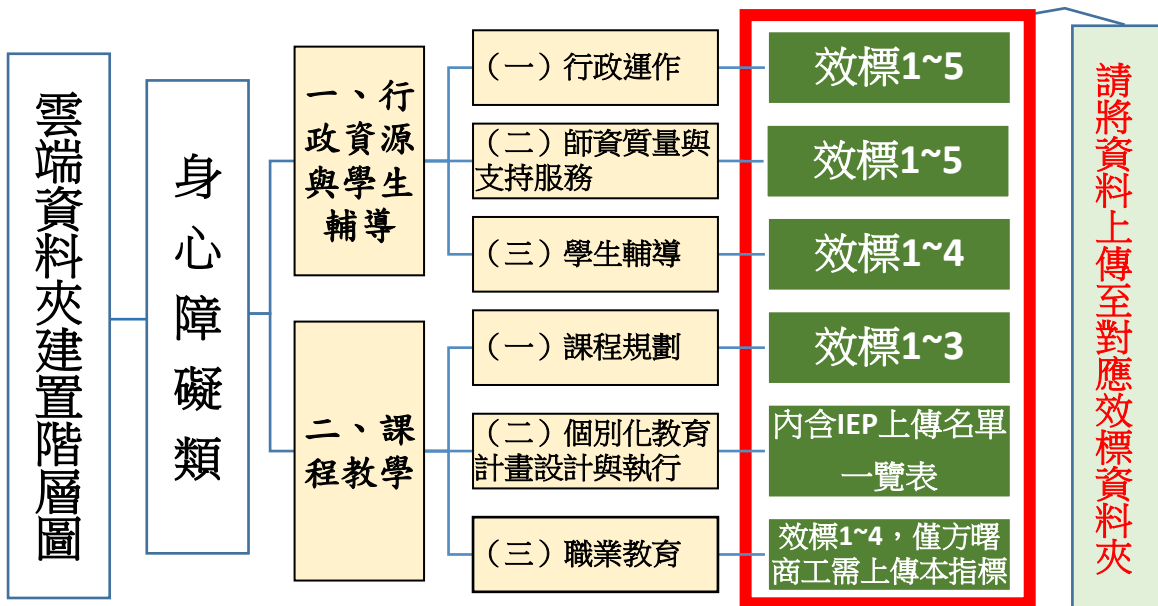 雲端資料夾建置階層圖
身心障礙類
一、行
政資源
與學生
輔導
（一）行政運作
效標1~5
（二）師資質量與
支持服務
效標1~5
（三）學生輔導
效標1~4
二、課
程教學
（一）課程規劃
效標1~3
（二）個別化教育
計畫設計與執行
內含IEP上傳名單
一覽表
（三）職業教育
效標1~4，僅方曙
商工需上傳本指標
請將資料上傳至對應效標資料夾